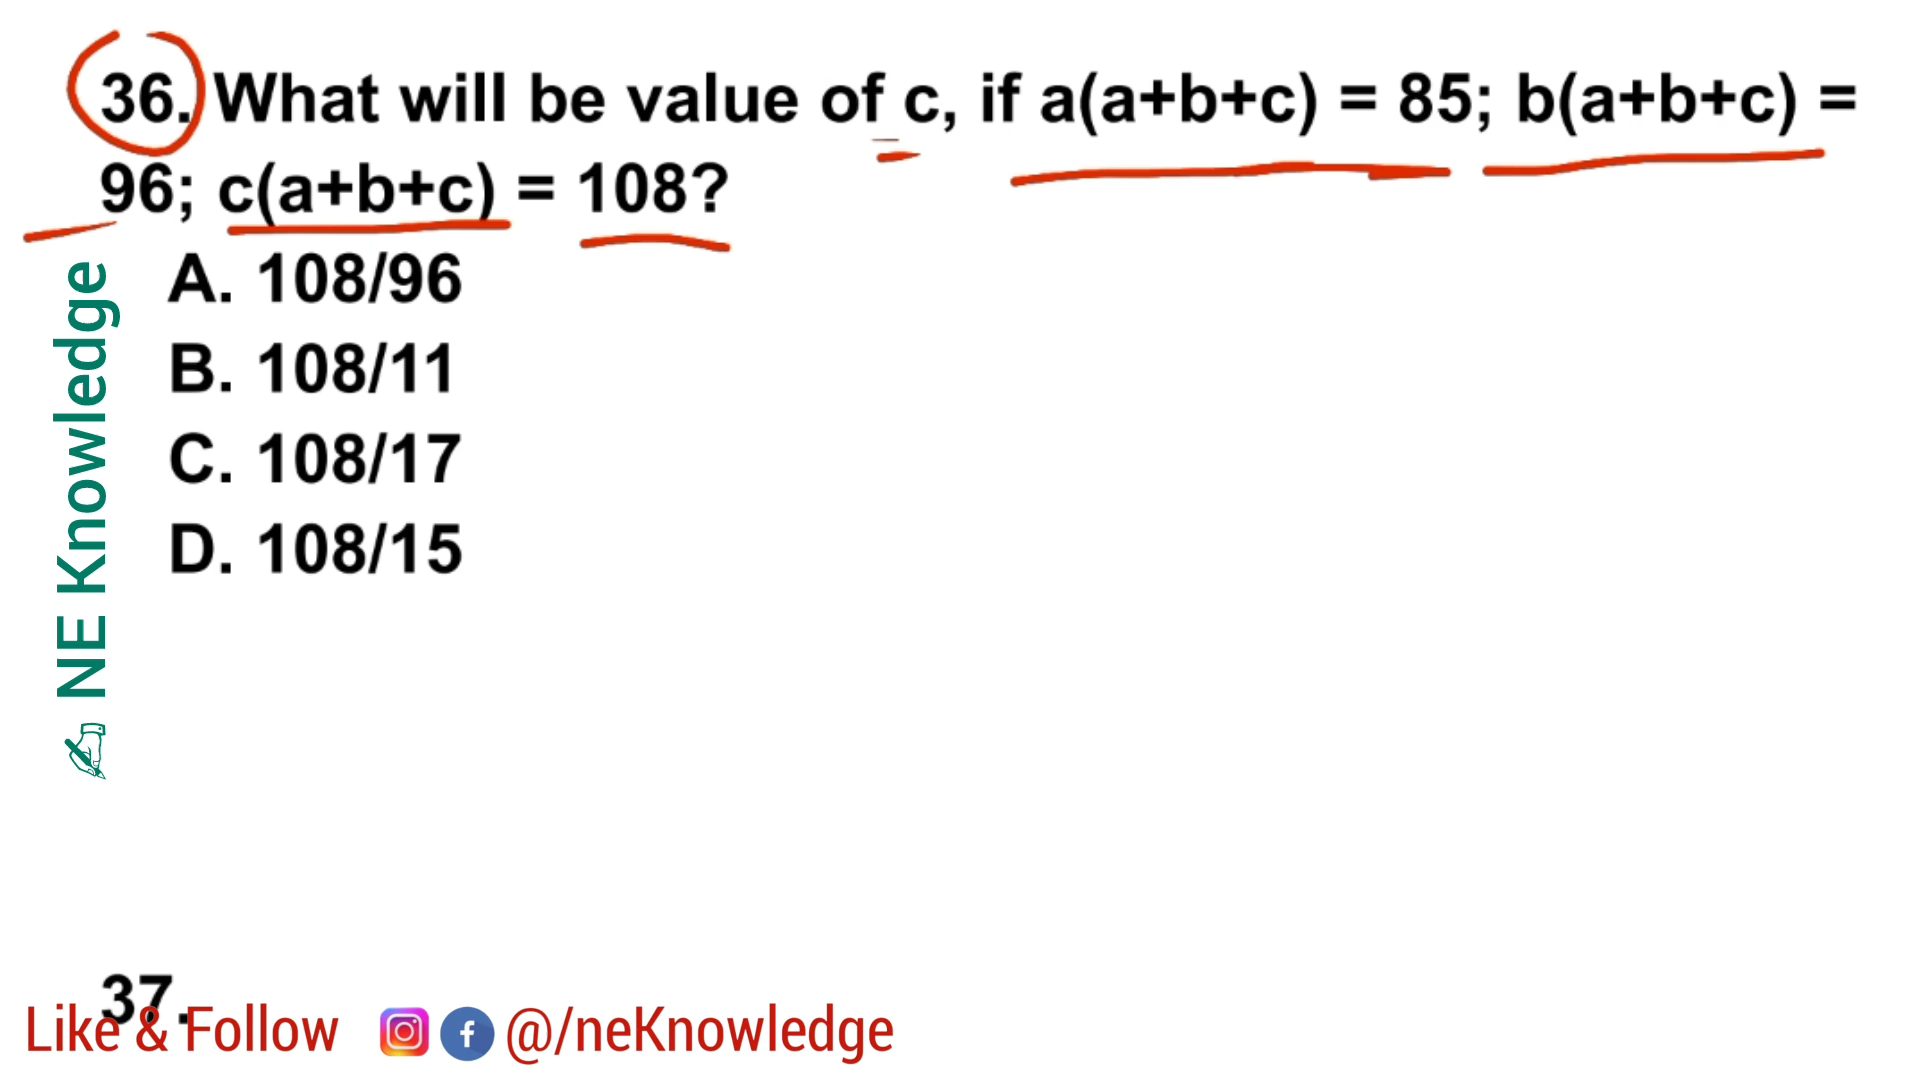 36. What will be value of c, if a(a+b+c) = 85; b(a+b+c) =
96; c(a+b+c) = 108?
A. 108/96
B. 108/11
C. 108/17
D. 108/15
✍ NE Knowledge
37.
Like & Follow @/neKnowledge